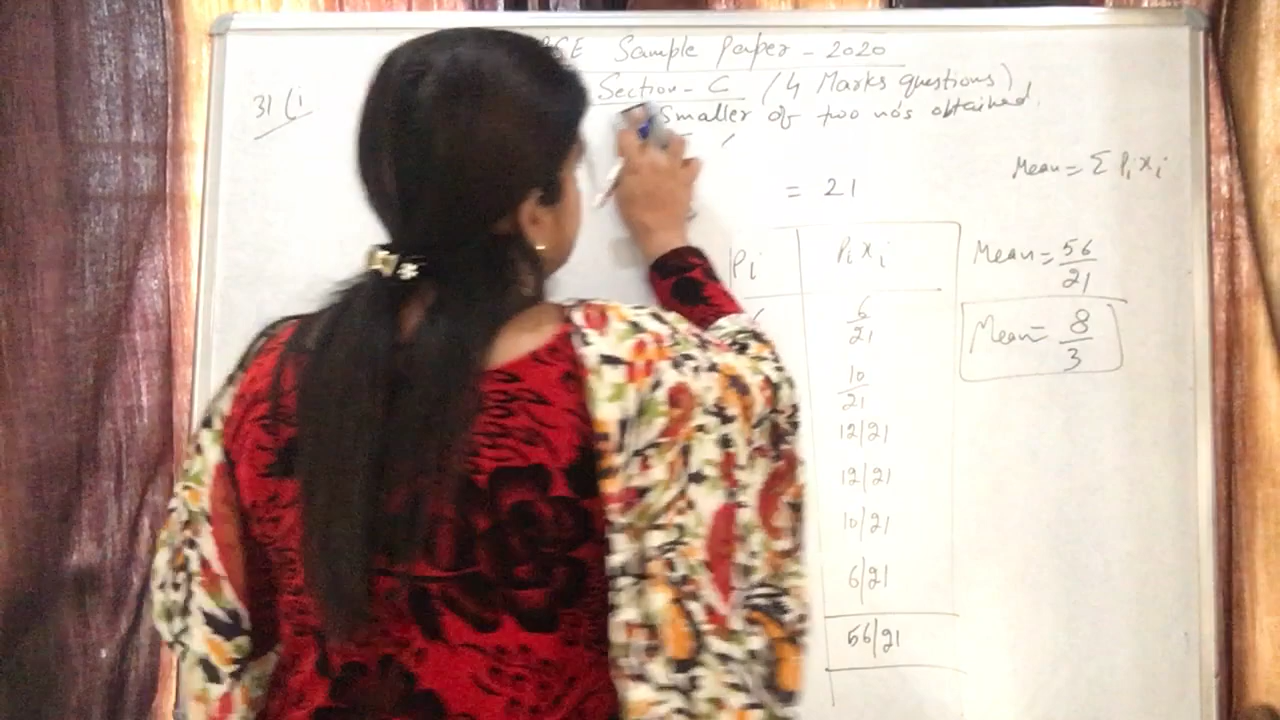 Sample Paper - 2020
Section - C (4 Marks questions)
31 (i
Smaller of two no's obtained.
Mean = Σ Pi xi
= 21
Pi
Pi xi
Mean = 56/21
6/21
Mean = 8/3
10/21
12/21
12/21
10/21
6/21
56/21